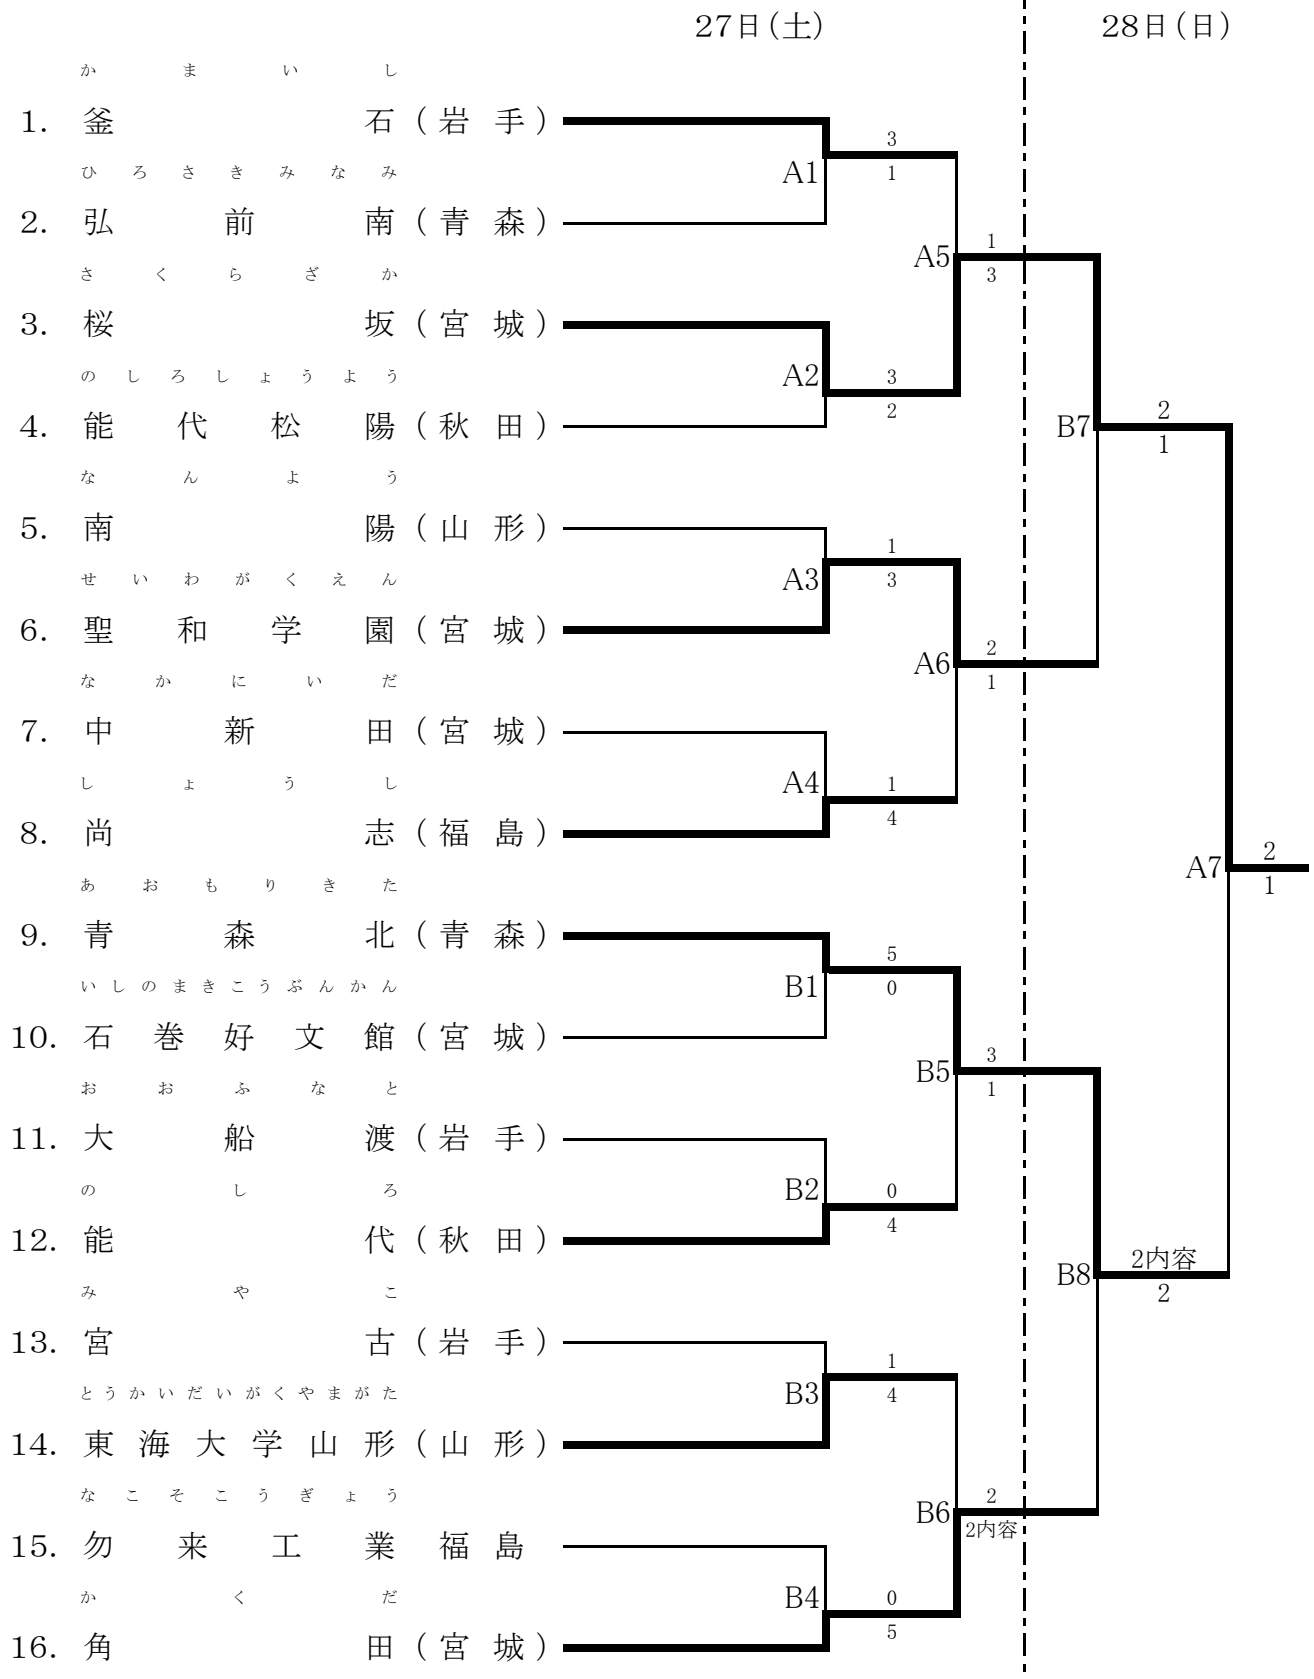 27日(土) 28日(日)
かまいし
1. 釜石(岩手)
3
A1
1
ひろさきみなみ
2. 弘前南(青森)
1
A5
3
さくらざか
3. 桜坂(宮城)
3
A2
2
のしろしょうよう
4. 能代松陽(秋田)
2
B7
1
なんよう
5. 南陽(山形)
1
A3
3
せいわがくえん
6. 聖和学園(宮城)
2
A6
1
なかにいだ
7. 中新田(宮城)
1
A4
4
しょうし
8. 尚志(福島)
2
A7
1
あおもりきた
9. 青森北(青森)
5
B1
0
いしのまきこうぶんかん
10. 石巻好文館(宮城)
3
B5
1
おおふなと
11. 大船渡(岩手)
0
B2
4
のしろ
12. 能代(秋田)
2内容
B8
2
みやこ
13. 宮古(岩手)
1
B3
4
とうかいだいがくやまがた
14. 東海大学山形(山形)
2
B6
2内容
なこそこうぎょう
15. 勿来工業 福島
0
B4
5
かくだ
16. 角田(宮城)